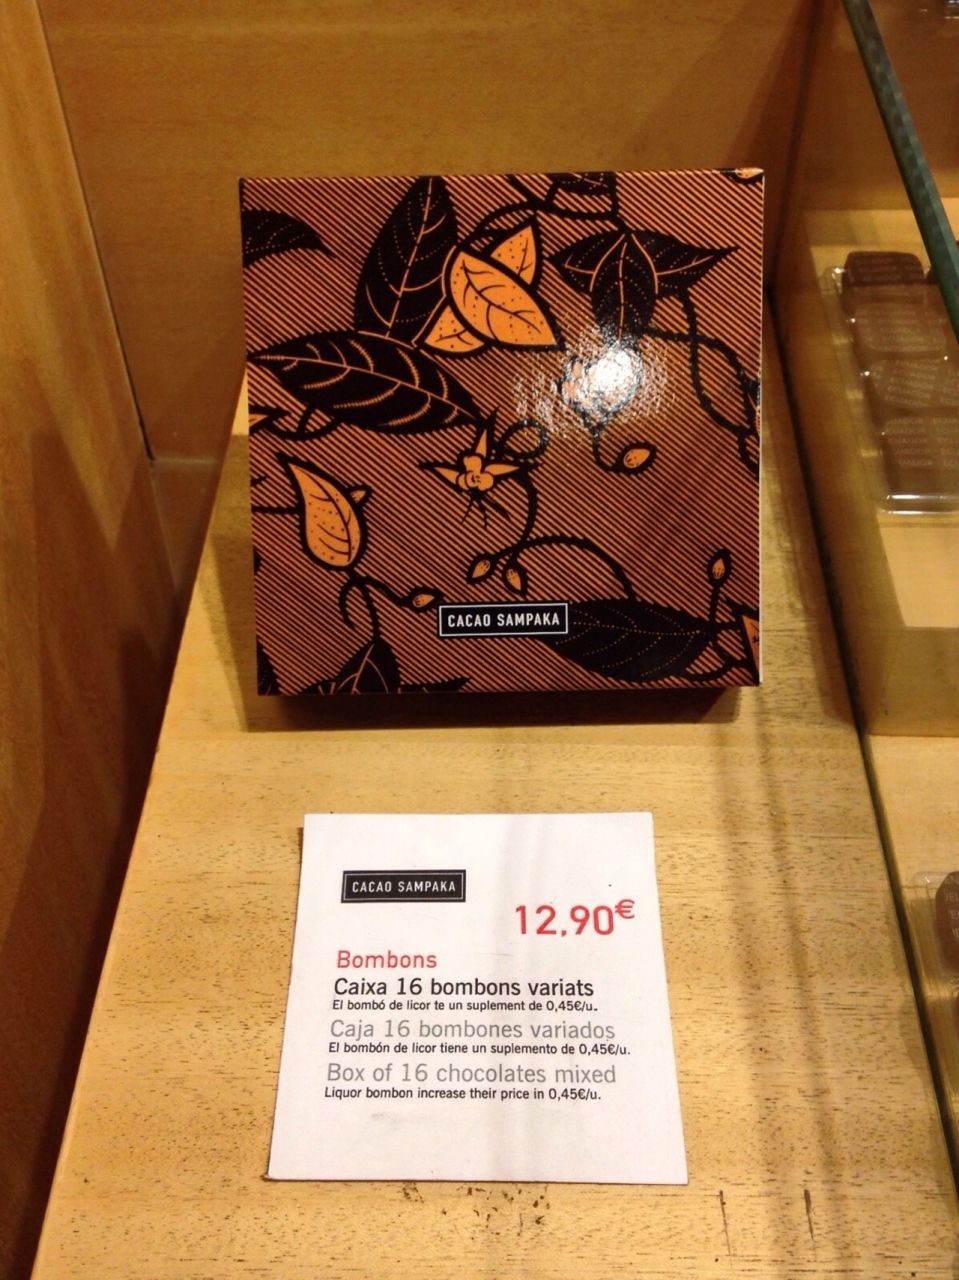 CACAO SAMPAKA
CACAO SAMPAKA
12,90€
Bombons
Caixa 16 bombons variats
El bombó de licor te un suplement de 0,45€/u.
Caja 16 bombones variados
El bombón de licor tiene un suplemento de 0,45€/u.
Box of 16 chocolates mixed
Liquor bombon increase their price in 0,45€/u.